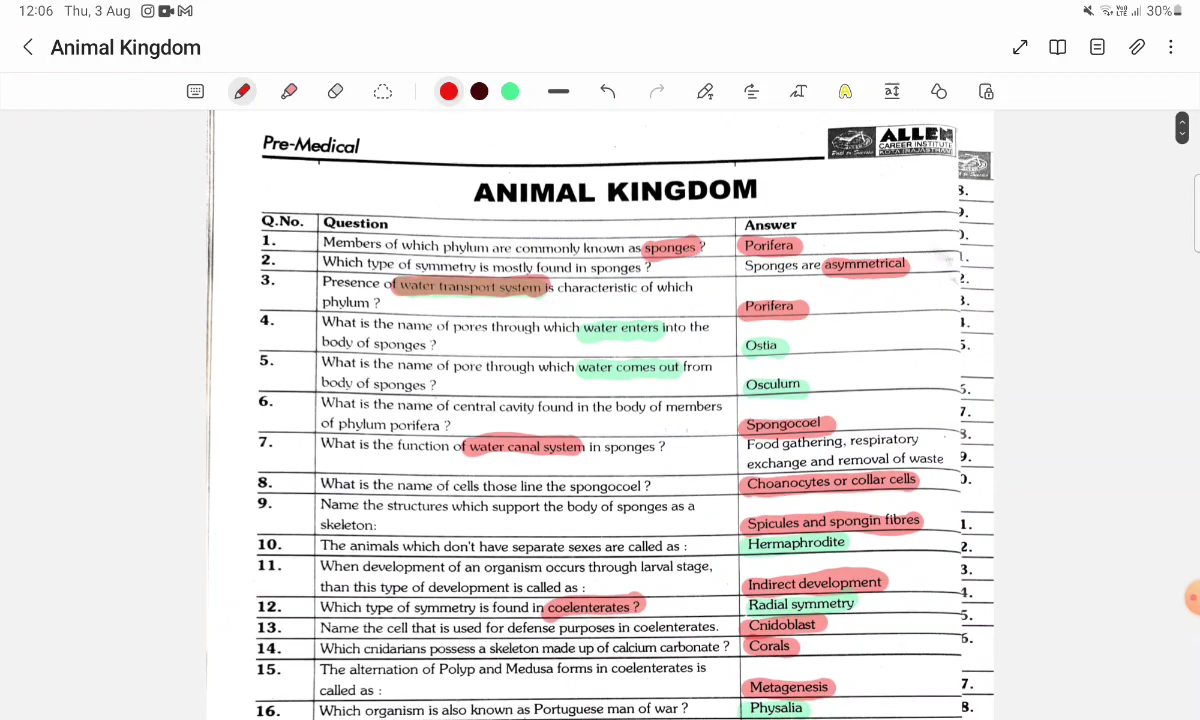 12:06 Thu, 3 Aug
30%
Animal Kingdom
Pre-Medical
ALLEN
CAREER INSTITUTE
KOTA (RAJASTHAN)
ANIMAL KINGDOM
Q.No. Question Answer
1. Members of which phylum are commonly known as sponges ? Porifera
2. Which type of symmetry is mostly found in sponges ? Sponges are asymmetrical
3. Presence of water transport system is characteristic of which
phylum ? Porifera
4. What is the name of pores through which water enters into the
body of sponges ? Ostia
5. What is the name of pore through which water comes out from
body of sponges ? Osculum
6. What is the name of central cavity found in the body of members
of phylum porifera ? Spongocoel
7. What is the function of water canal system in sponges ? Food gathering, respiratory
exchange and removal of waste
8. What is the name of cells those line the spongocoel ? Choanocytes or collar cells
9. Name the structures which support the body of sponges as a
skeleton: Spicules and spongin fibres
10. The animals which don't have separate sexes are called as : Hermaphrodite
11. When development of an organism occurs through larval stage,
than this type of development is called as : Indirect development
12. Which type of symmetry is found in coelenterates ? Radial symmetry
13. Name the cell that is used for defense purposes in coelenterates. Cnidoblast
14. Which cnidarians possess a skeleton made up of calcium carbonate ? Corals
15. The alternation of Polyp and Medusa forms in coelenterates is
called as : Metagenesis
16. Which organism is also known as Portuguese man of war ? Physalia